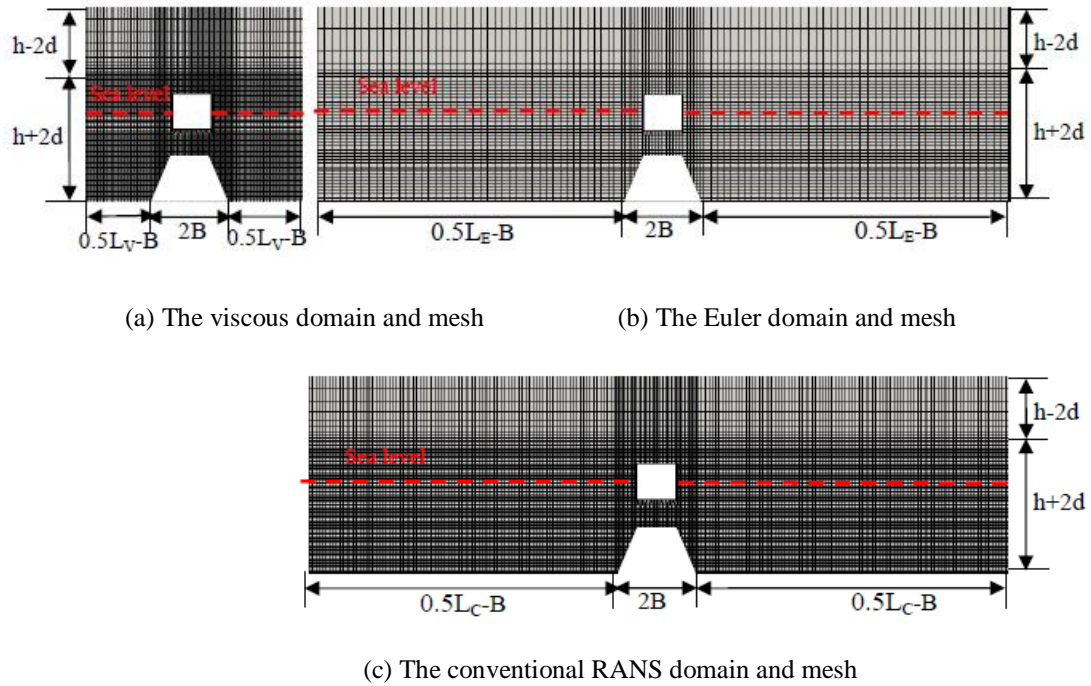 h-2d
h+2d
Sea level
0.5L_V-B
2B
0.5L_V-B
Sea level
h-2d
h+2d
0.5L_E-B
2B
0.5L_E-B
(a) The viscous domain and mesh
(b) The Euler domain and mesh
Sea level
h-2d
h+2d
0.5L_C-B
2B
0.5L_C-B
(c) The conventional RANS domain and mesh